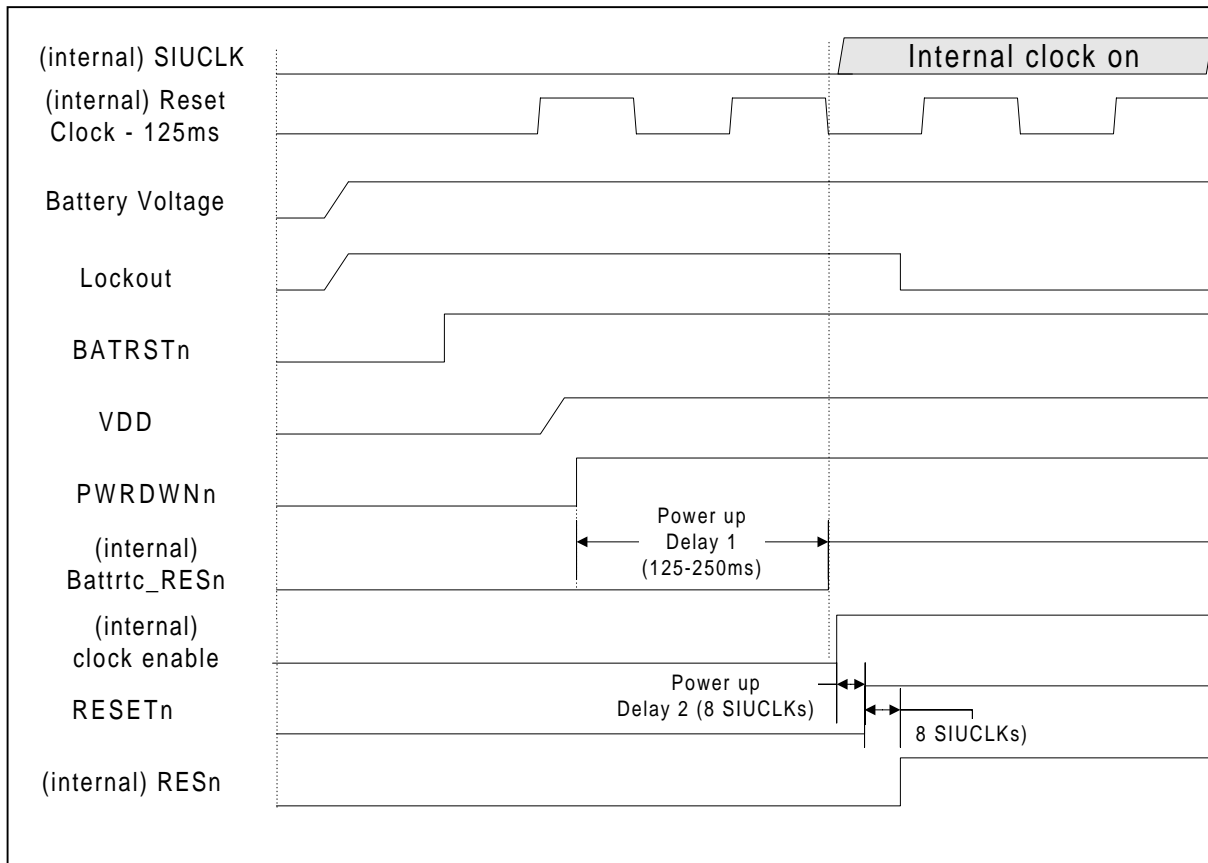 (internal) SIUCLK
Internal clock on
(internal) Reset
Clock - 125ms
Battery Voltage
Lockout
BATRSTn
VDD
PWRDWNn
Power up
Delay 1
(125-250ms)
(internal)
Battrtc_RESn
(internal)
clock enable
Power up
Delay 2 (8 SIUCLKs)
RESETn
8 SIUCLKs)
(internal) RESn